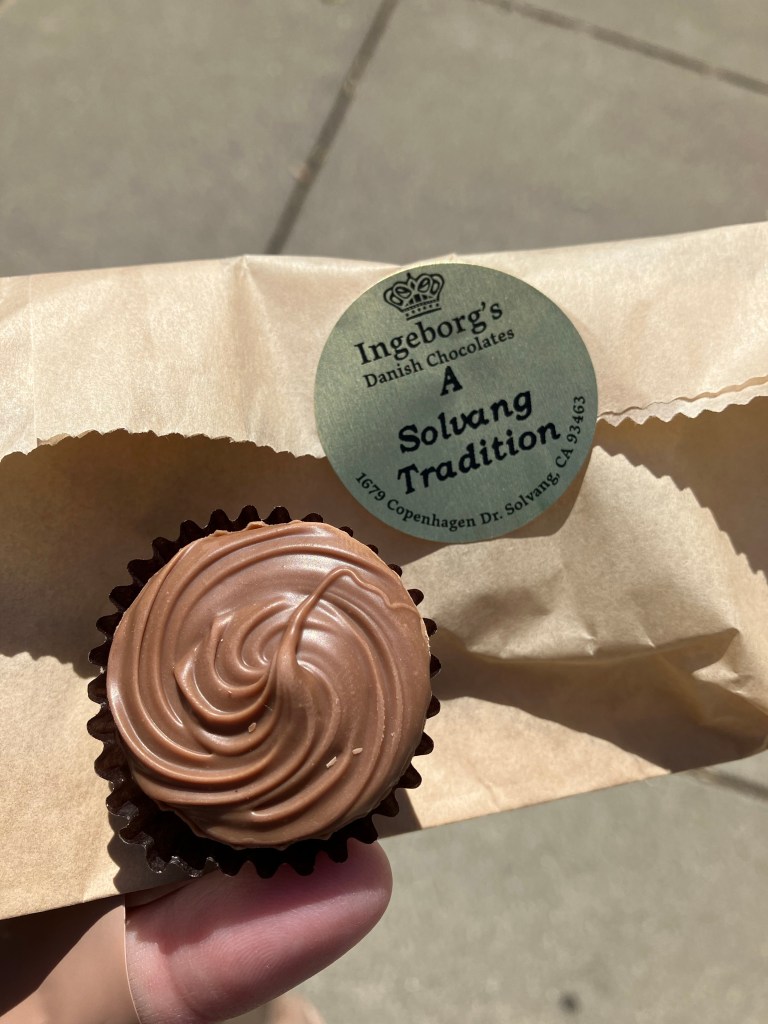 Ingeborg's
Danish Chocolates
A
Solvang
Tradition
1679 Copenhagen Dr. Solvang, CA 93463